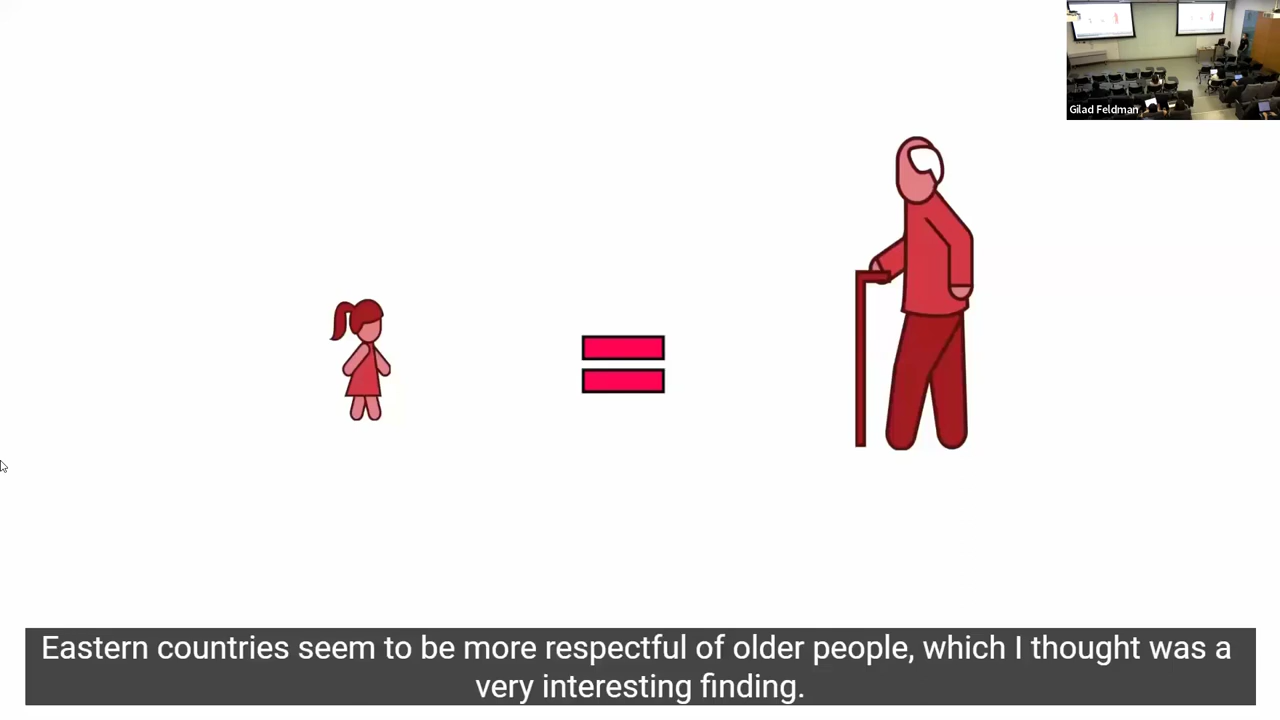 Gilad Feldman
Eastern countries seem to be more respectful of older people, which I thought was a
very interesting finding.